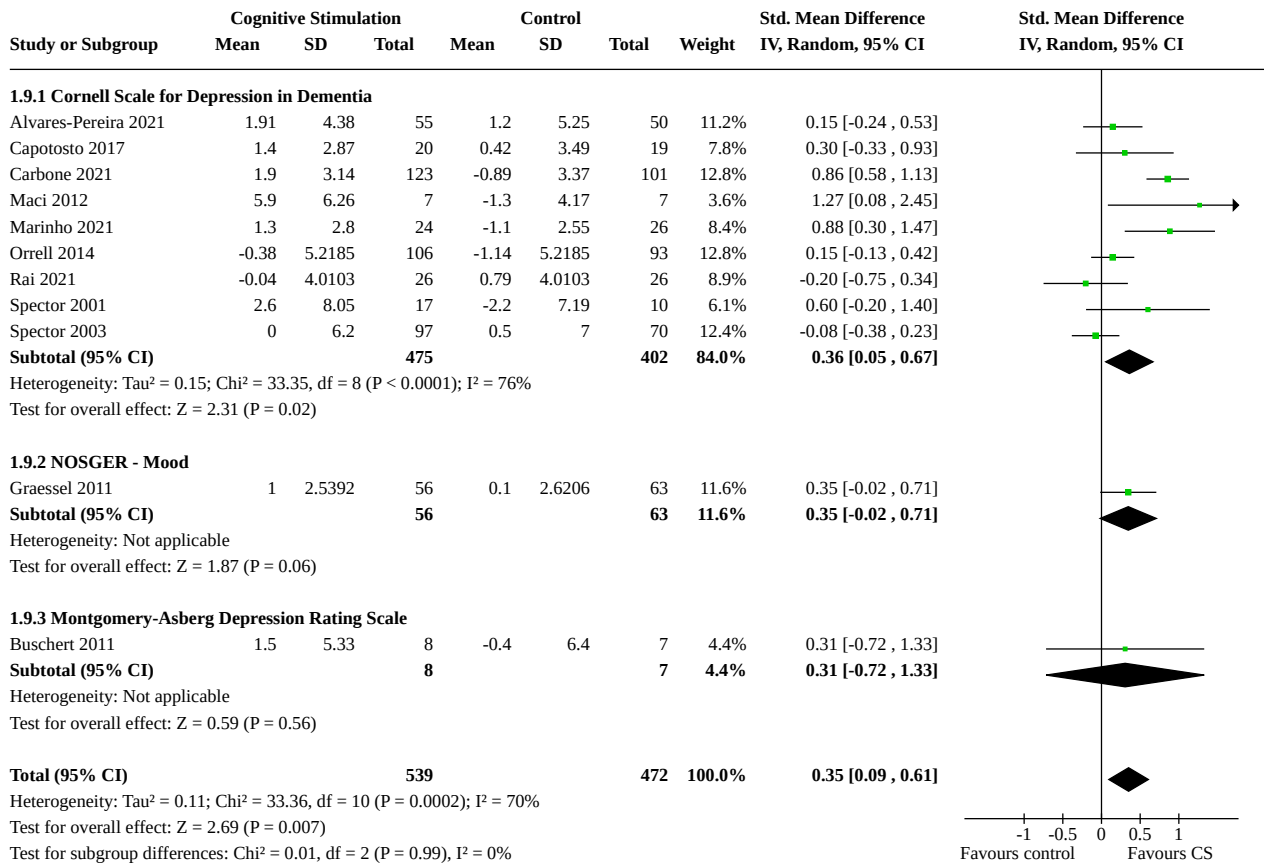 Cognitive Stimulation Control Std. Mean Difference Std. Mean Difference
Study or Subgroup Mean SD Total Mean SD Total Weight IV, Random, 95% CI IV, Random, 95% CI
1.9.1 Cornell Scale for Depression in Dementia
Alvares-Pereira 2021 1.91 4.38 55 1.2 5.25 50 11.2% 0.15 [-0.24 , 0.53]
Capotosto 2017 1.4 2.87 20 0.42 3.49 19 7.8% 0.30 [-0.33 , 0.93]
Carbone 2021 1.9 3.14 123 -0.89 3.37 101 12.8% 0.86 [0.58 , 1.13]
Maci 2012 5.9 6.26 7 -1.3 4.17 7 3.6% 1.27 [0.08 , 2.45]
Marinho 2021 1.3 2.8 24 -1.1 2.55 26 8.4% 0.88 [0.30 , 1.47]
Orrell 2014 -0.38 5.2185 106 -1.14 5.2185 93 12.8% 0.15 [-0.13 , 0.42]
Rai 2021 -0.04 4.0103 26 0.79 4.0103 26 8.9% -0.20 [-0.75 , 0.34]
Spector 2001 2.6 8.05 17 -2.2 7.19 10 6.1% 0.60 [-0.20 , 1.40]
Spector 2003 0 6.2 97 0.5 7 70 12.4% -0.08 [-0.38 , 0.23]
Subtotal (95% CI) 475 402 84.0% 0.36 [0.05 , 0.67]
Heterogeneity: Tau² = 0.15; Chi² = 33.35, df = 8 (P < 0.0001); I² = 76%
Test for overall effect: Z = 2.31 (P = 0.02)
1.9.2 NOSGER - Mood
Graessel 2011 1 2.5392 56 0.1 2.6206 63 11.6% 0.35 [-0.02 , 0.71]
Subtotal (95% CI) 56 63 11.6% 0.35 [-0.02 , 0.71]
Heterogeneity: Not applicable
Test for overall effect: Z = 1.87 (P = 0.06)
1.9.3 Montgomery-Asberg Depression Rating Scale
Buschert 2011 1.5 5.33 8 -0.4 6.4 7 4.4% 0.31 [-0.72 , 1.33]
Subtotal (95% CI) 8 7 4.4% 0.31 [-0.72 , 1.33]
Heterogeneity: Not applicable
Test for overall effect: Z = 0.59 (P = 0.56)
Total (95% CI) 539 472 100.0% 0.35 [0.09 , 0.61]
Heterogeneity: Tau² = 0.11; Chi² = 33.36, df = 10 (P = 0.0002); I² = 70%
Test for overall effect: Z = 2.69 (P = 0.007)
Test for subgroup differences: Chi² = 0.01, df = 2 (P = 0.99), I² = 0%
-1 -0.5 0 0.5 1
Favours control Favours CS